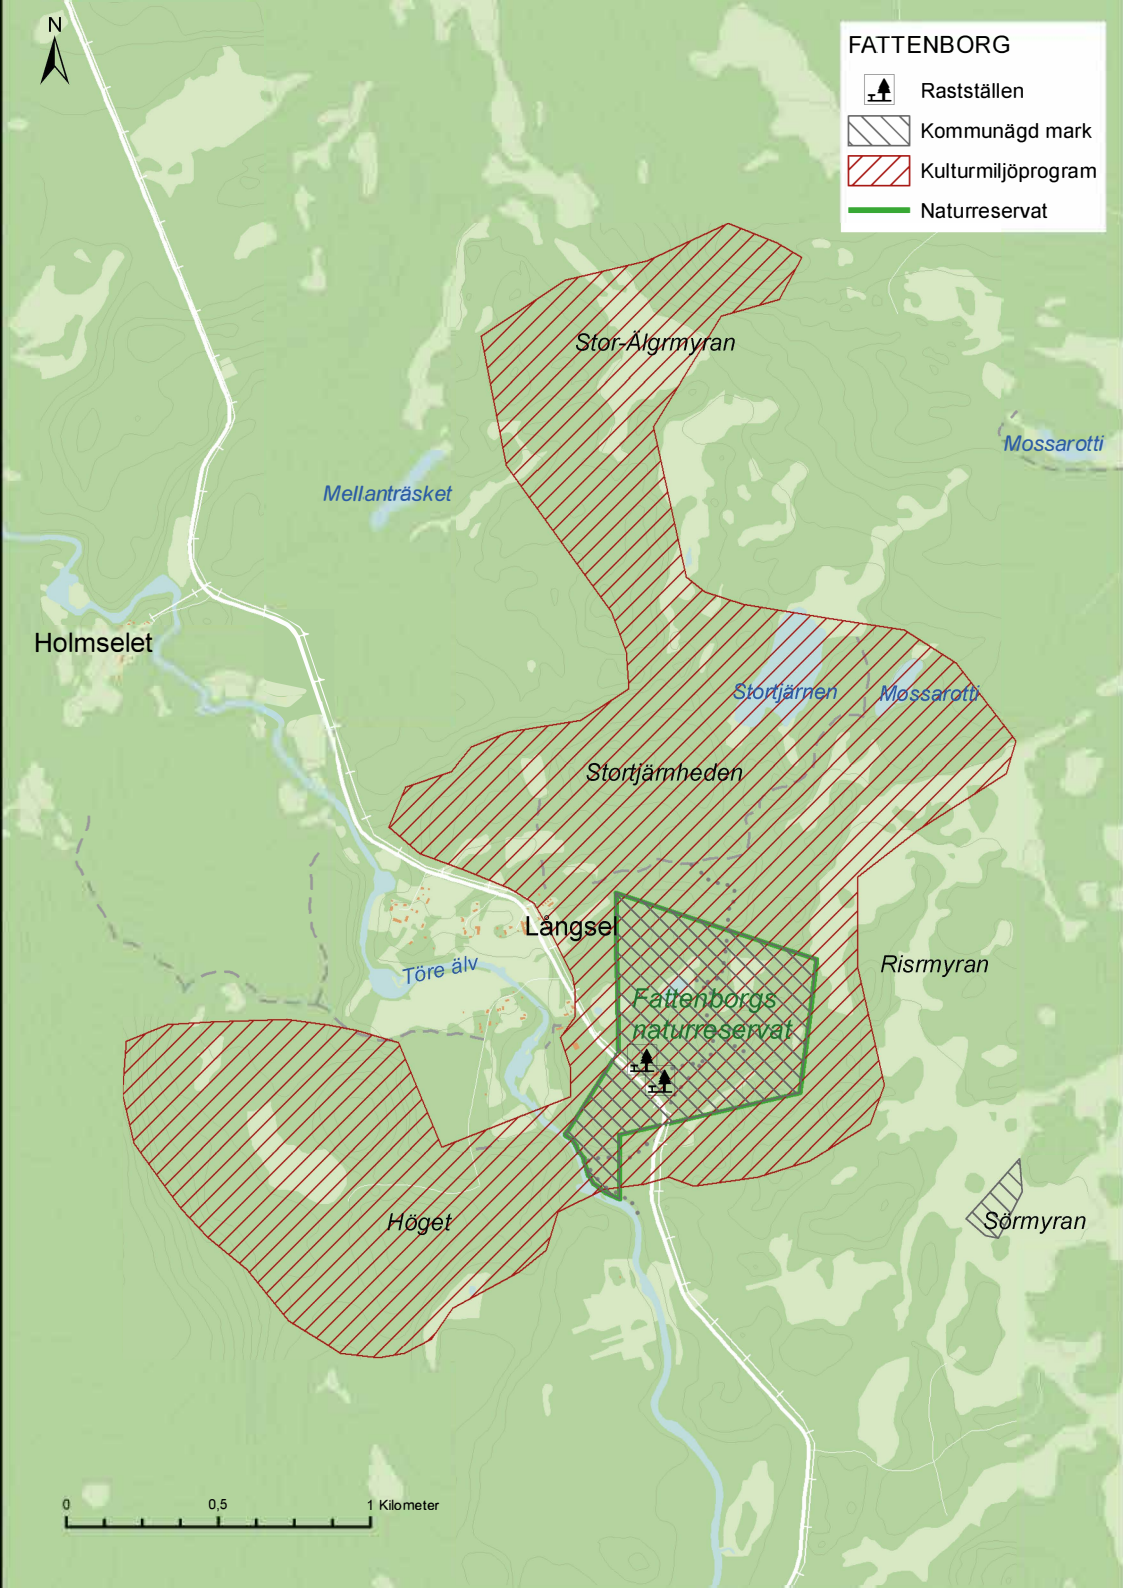 N
FATTENBORG
Rastställen
Kommunägd mark
Kulturmiljöprogram
Naturreservat
Stor-Älgrmyran
Mossarotti
Mellanträsket
Holmselet
Stortjärnen
Mossarotti
Stortjärnheden
Långsel
Töre älv
Risrmyran
Fattenborgs
naturreservat
Höget
Sörmyran
0 0,5 1 Kilometer